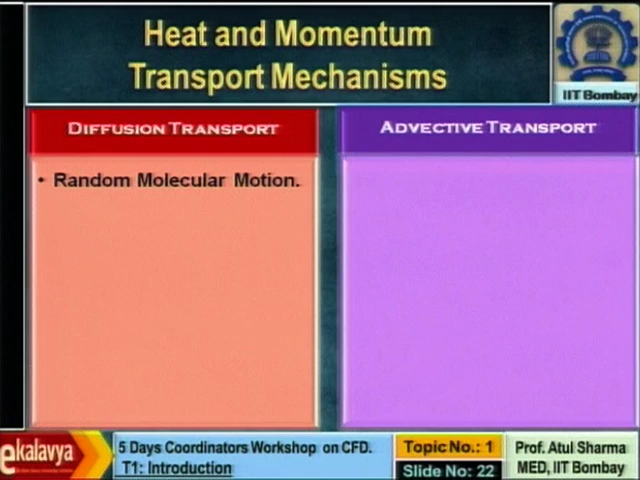 Heat and Momentum
Transport Mechanisms
IIT Bombay
DIFFUSION TRANSPORT
ADVECTIVE TRANSPORT
• Random Molecular Motion.
ekalavya
5 Days Coordinators Workshop on CFD.
T1: Introduction
Topic No.: 1
Slide No: 22
Prof. Atul Sharma
MED, IIT Bombay